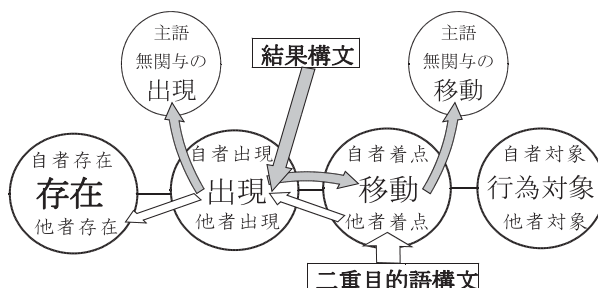 主語
無関与の
出現
結果構文
主語
無関与の
移動
自者存在
存在
他者存在
自者出現
出現
他者出現
自者着点
移動
他者着点
自者対象
行為対象
他者対象
二重目的語構文